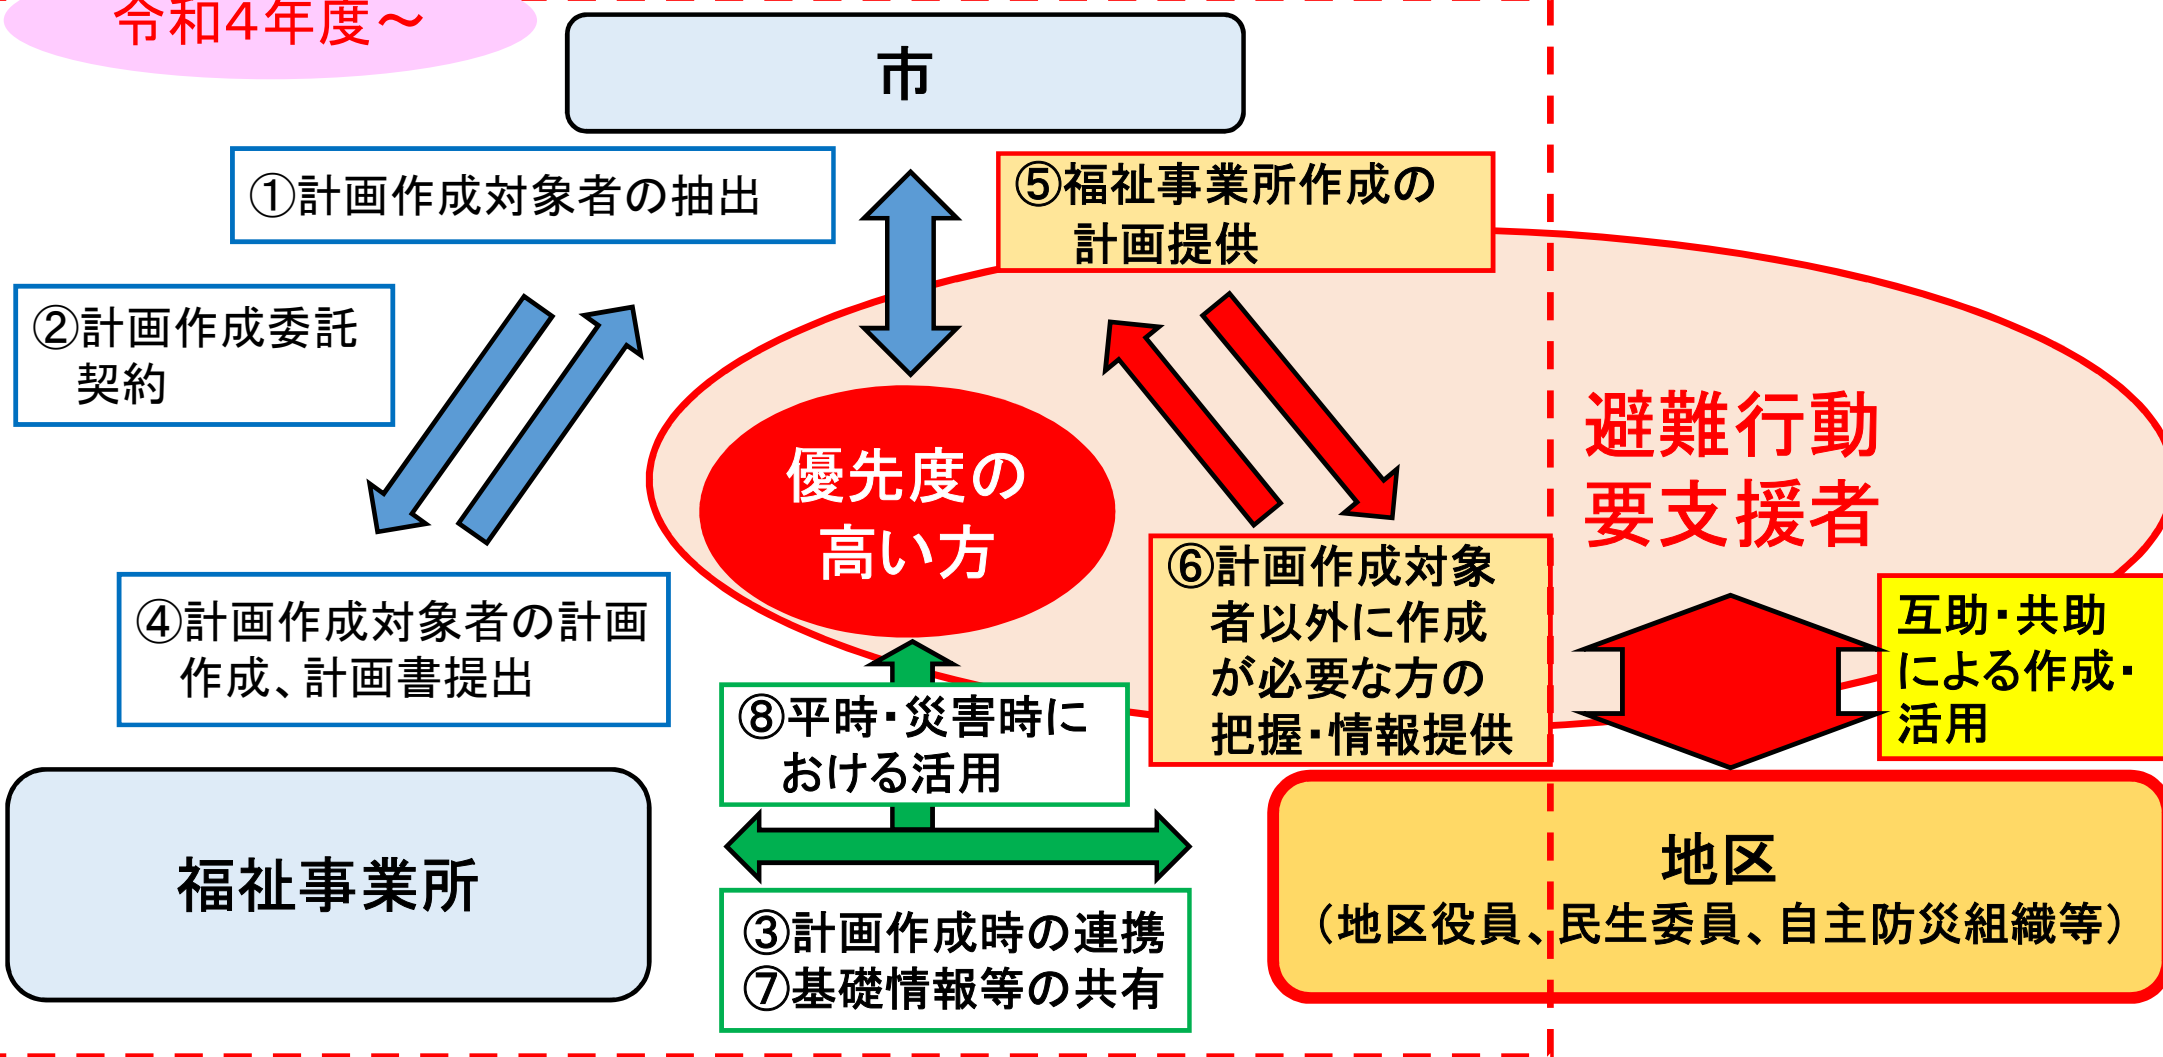 令和4年度～
市
①計画作成対象者の抽出
⑤福祉事業所作成の
計画提供
②計画作成委託
契約
避難行動
要支援者
優先度の
高い方
④計画作成対象者の計画
作成、計画書提出
⑥計画作成対象
者以外に作成
が必要な方の
把握・情報提供
互助・共助
による作成・
活用
⑧平時・災害時に
おける活用
福祉事業所
地区
（地区役員、民生委員、自主防災組織等）
③計画作成時の連携
⑦基礎情報等の共有